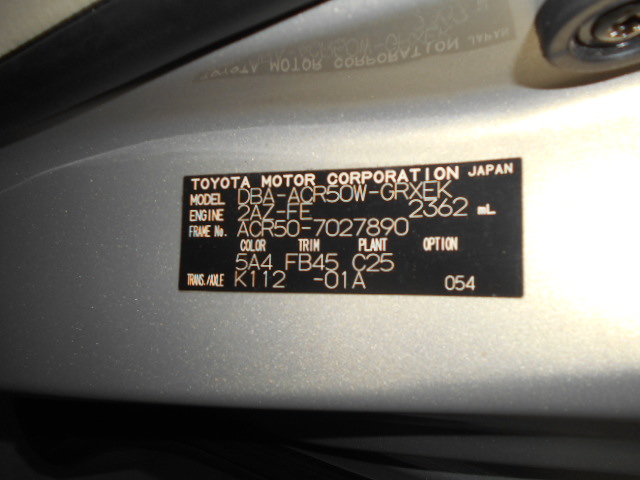 TOYOTA MOTOR CORPORATION JAPAN
MODEL DBA-ACR50W-GRXEK
ENGINE 2AZ-FE 2362 mL
FRAME No. ACR50-7027890
COLOR TRIM PLANT OPTION
5A4 FB45 C25
TRANS./AXLE K112 -01A 054